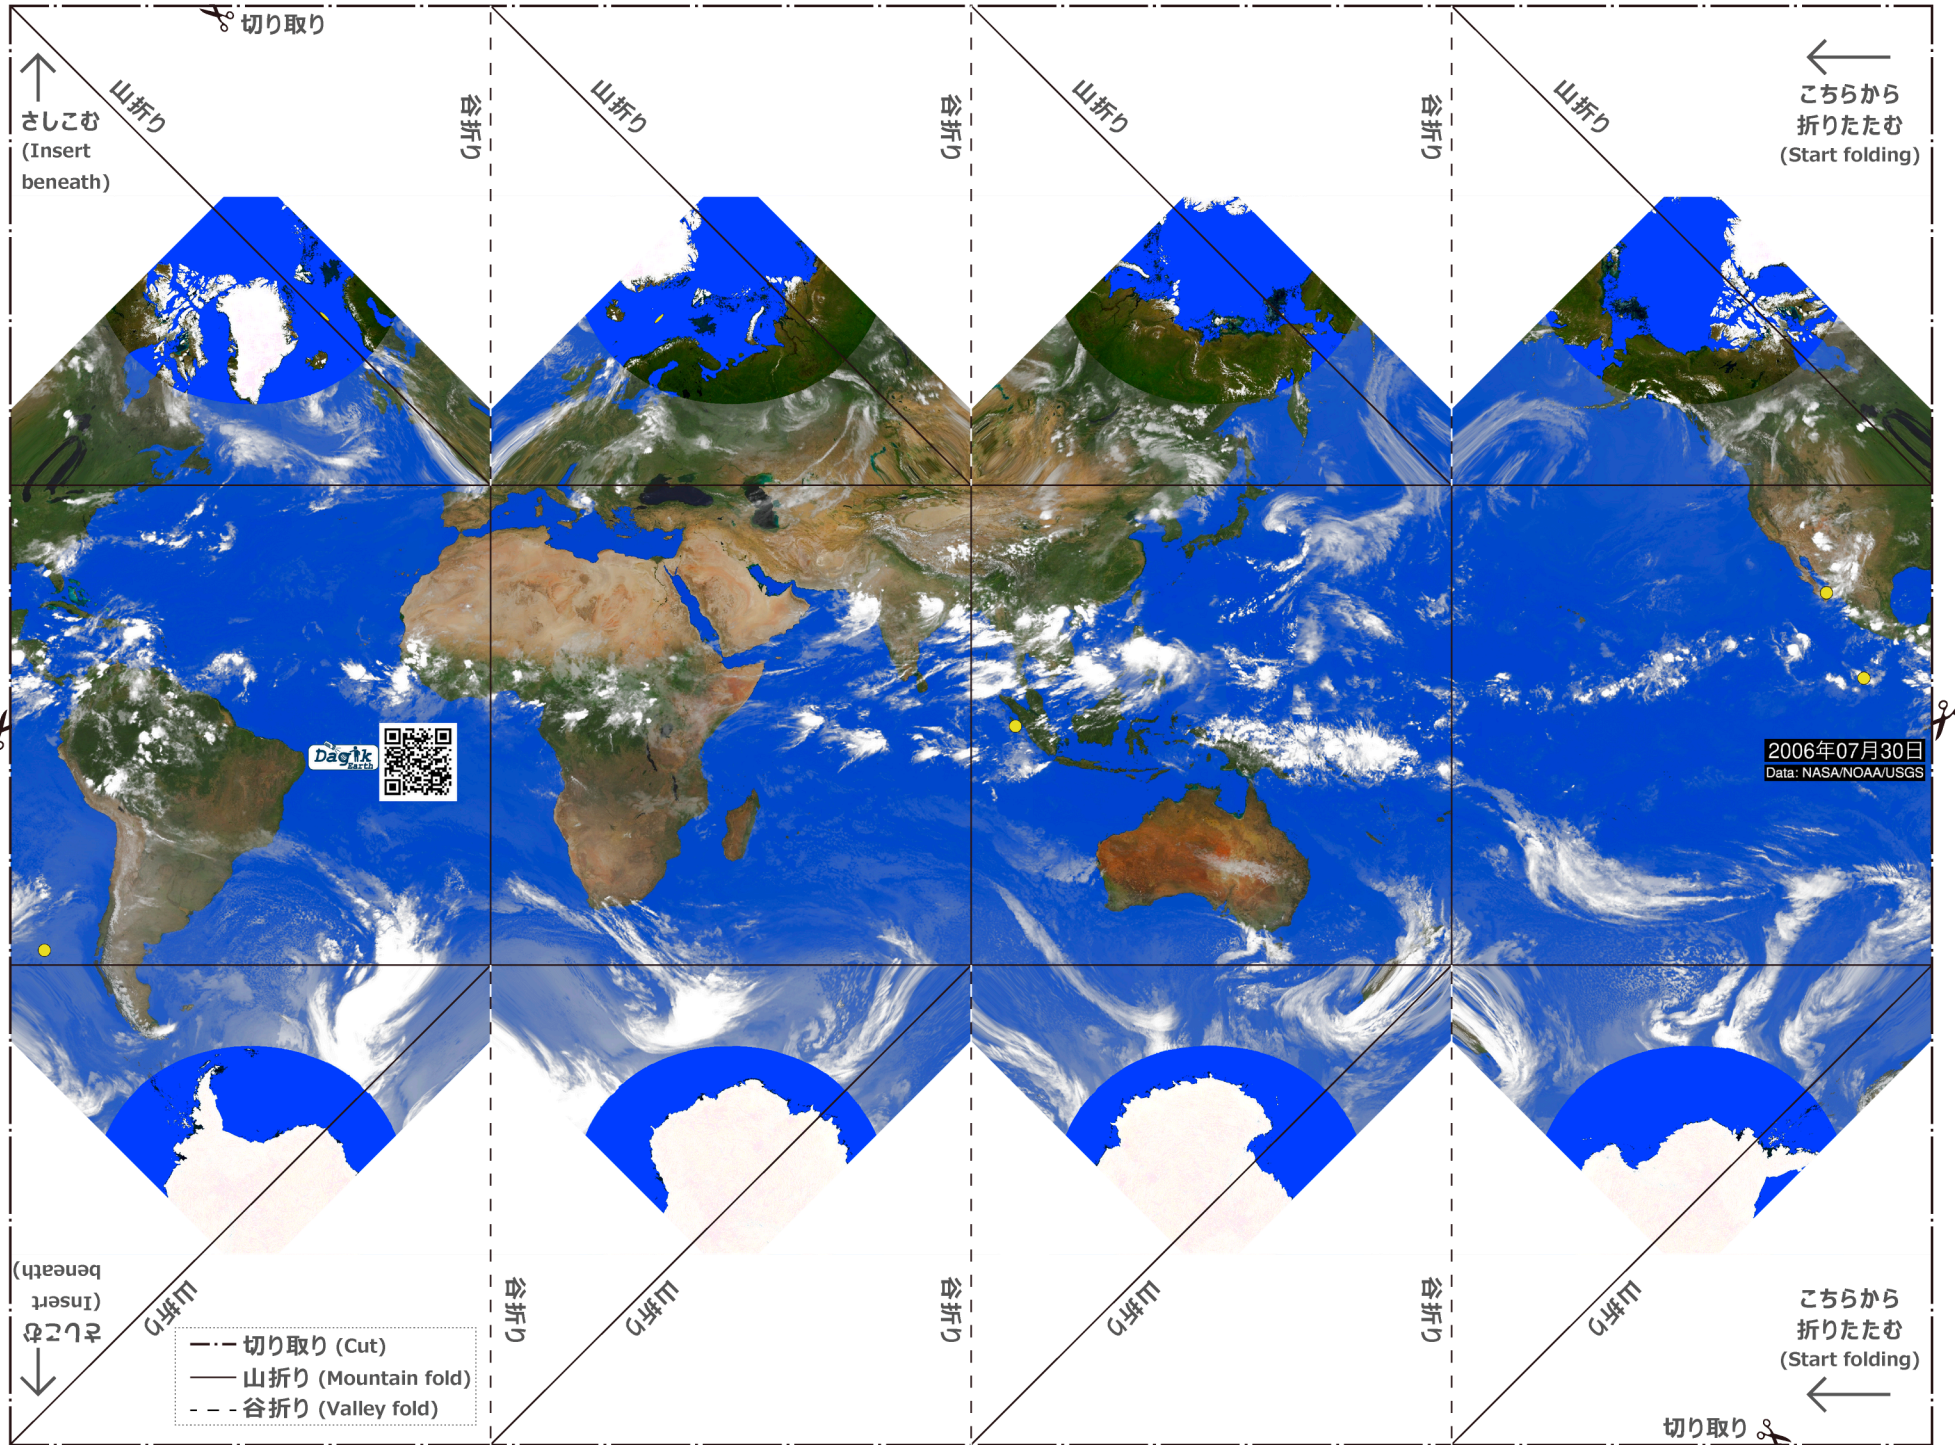 切り取り
さしこむ
(Insert
beneath)
山折り
谷折り
山折り
谷折り
山折り
谷折り
山折り
こちらから
折りたたむ
(Start folding)
Dagik
Earth
2006年07月30日
Data: NASA/NOAA/USGS
さしこむ
(Insert
beneath)
山折り
谷折り
山折り
谷折り
山折り
谷折り
山折り
こちらから
折りたたむ
(Start folding)
切り取り (Cut)
山折り (Mountain fold)
谷折り (Valley fold)
切り取り